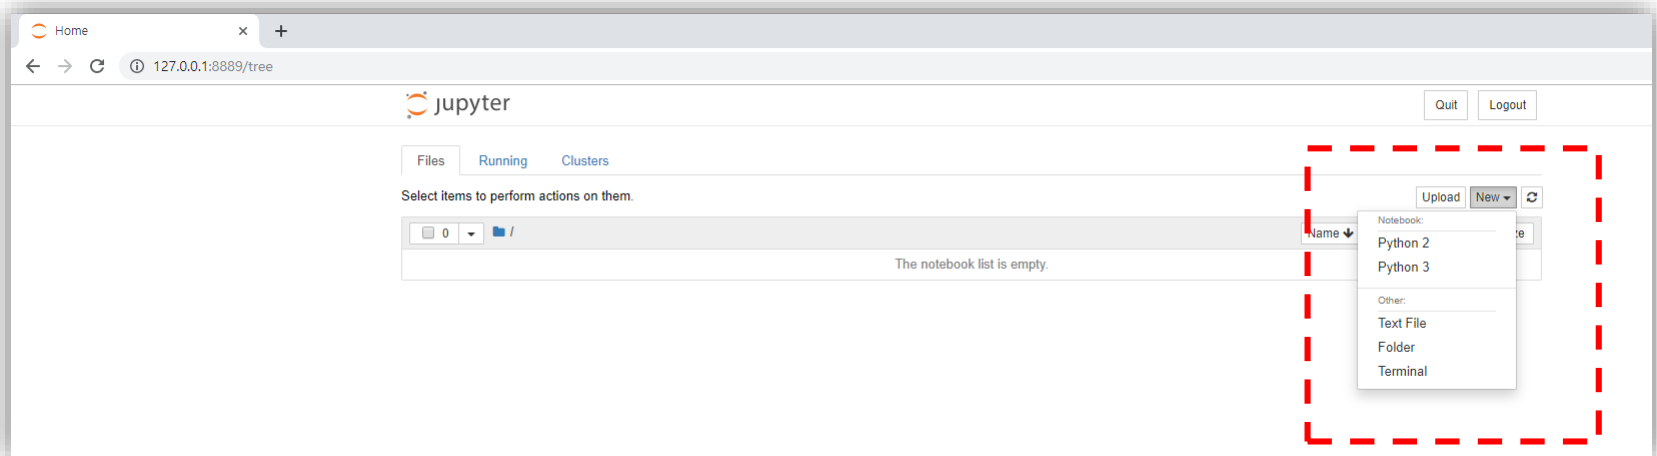 Home
127.0.0.1:8889/tree
jupyter
Quit Logout
Files Running Clusters
Select items to perform actions on them.
Upload New
0 /
Name
The notebook list is empty.
Notebook:
Python 2
Python 3
Other:
Text File
Folder
Terminal